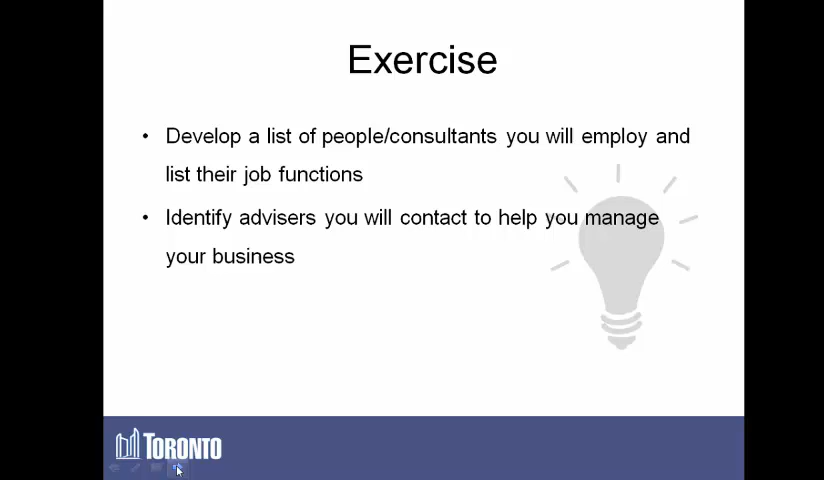 Exercise
• Develop a list of people/consultants you will employ and
list their job functions
• Identify advisers you will contact to help you manage
your business
TORONTO